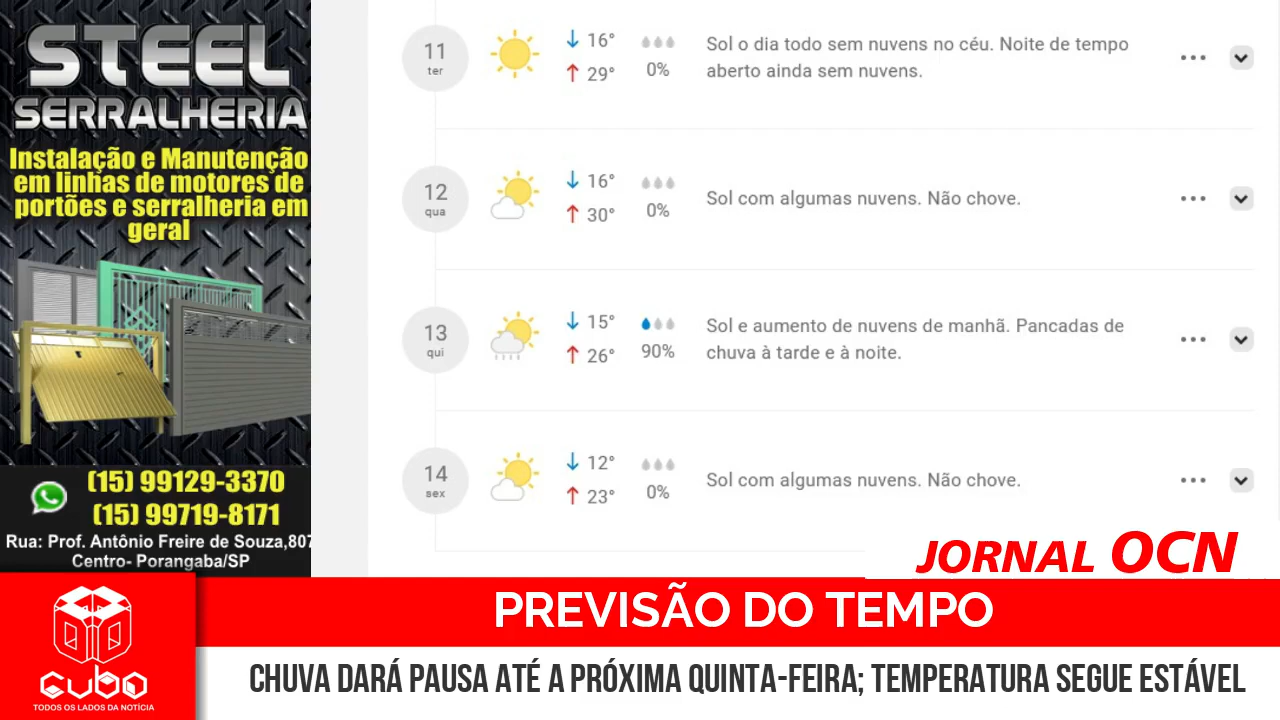 STEEL
SERRALHERIA
Instalação e Manutenção
em linhas de motores de
portões e serralheria em
geral
(15) 99129-3370
(15) 99719-8171
Rua: Prof. Antônio Freire de Souza,807
Centro- Porangaba/SP
11
ter
16°
29°
0%
Sol o dia todo sem nuvens no céu. Noite de tempo
aberto ainda sem nuvens.
12
qua
16°
30°
0%
Sol com algumas nuvens. Não chove.
13
qui
15°
26°
90%
Sol e aumento de nuvens de manhã. Pancadas de
chuva à tarde e à noite.
14
sex
12°
23°
0%
Sol com algumas nuvens. Não chove.
JORNAL OCN
PREVISÃO DO TEMPO
CHUVA DARÁ PAUSA ATÉ A PRÓXIMA QUINTA-FEIRA; TEMPERATURA SEGUE ESTÁVEL
cubo
TODOS OS LADOS DA NOTÍCIA